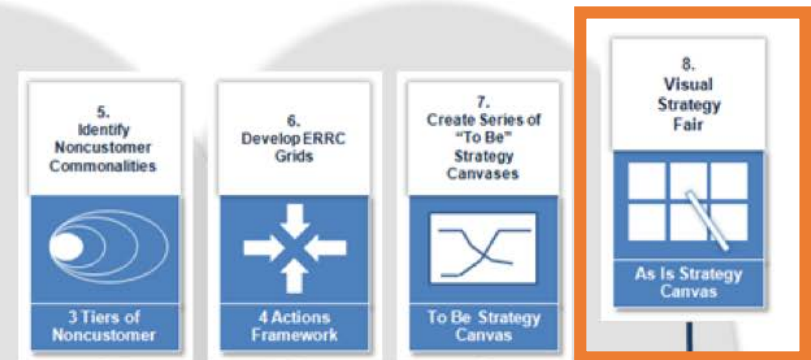 5.
Identify
Noncustomer
Commonalities
3 Tiers of
Noncustomer
6.
Develop ERRC
Grids
4 Actions
Framework
7.
Create Series of
"To Be"
Strategy
Canvases
To Be Strategy
Canvas
8.
Visual
Strategy
Fair
As Is Strategy
Canvas